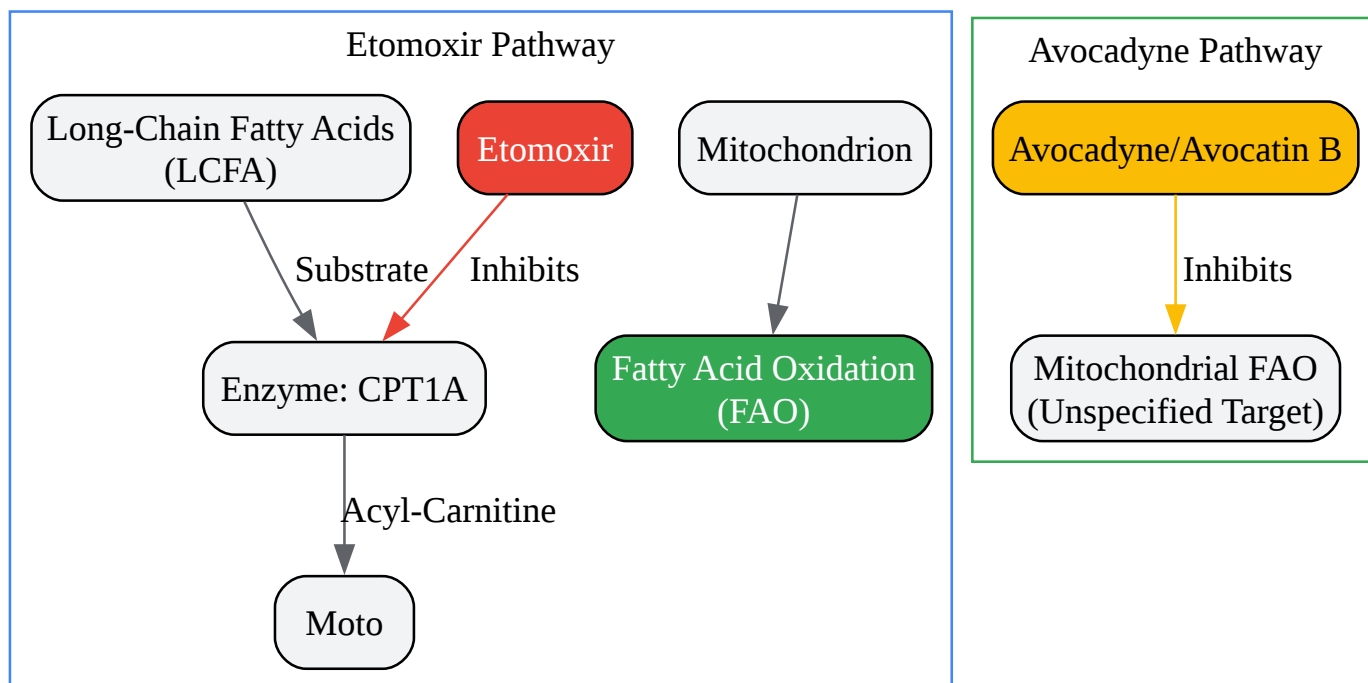 Etomoxir Pathway
Avocadyne Pathway
Long-Chain Fatty Acids
(LCFA)
Etomoxir
Mitochondrion
Avocadyne/Avocatin B
Substrate
Inhibits
Inhibits
Enzyme: CPT1A
Fatty Acid Oxidation
(FAO)
Mitochondrial FAO
(Unspecified Target)
Acyl-Carnitine
Moto